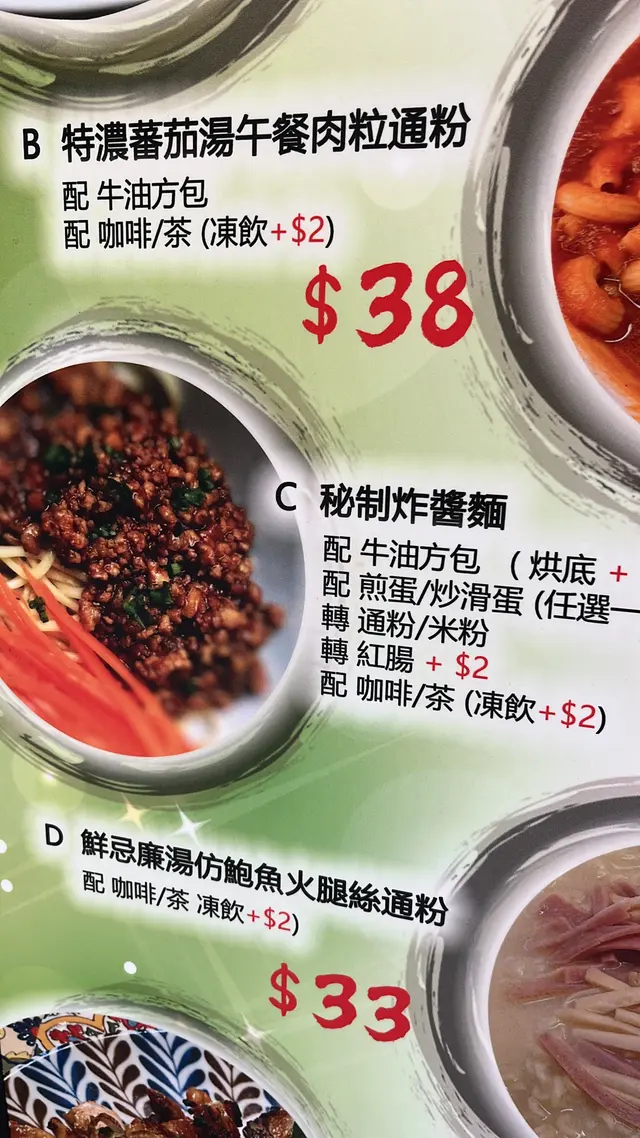 B 特濃蕃茄湯午餐肉粒通粉
配 牛油方包
配 咖啡/茶 (凍飲+$2)
$38
C 秘制炸醬麵
配 牛油方包 ( 烘底 +
配 煎蛋/炒滑蛋 (任選一
轉 通粉/米粉
轉 紅腸 + $2
配 咖啡/茶 (凍飲+$2)
D 鮮忌廉湯仿鮑魚火腿絲通粉
配 咖啡/茶 凍飲+$2)
$33